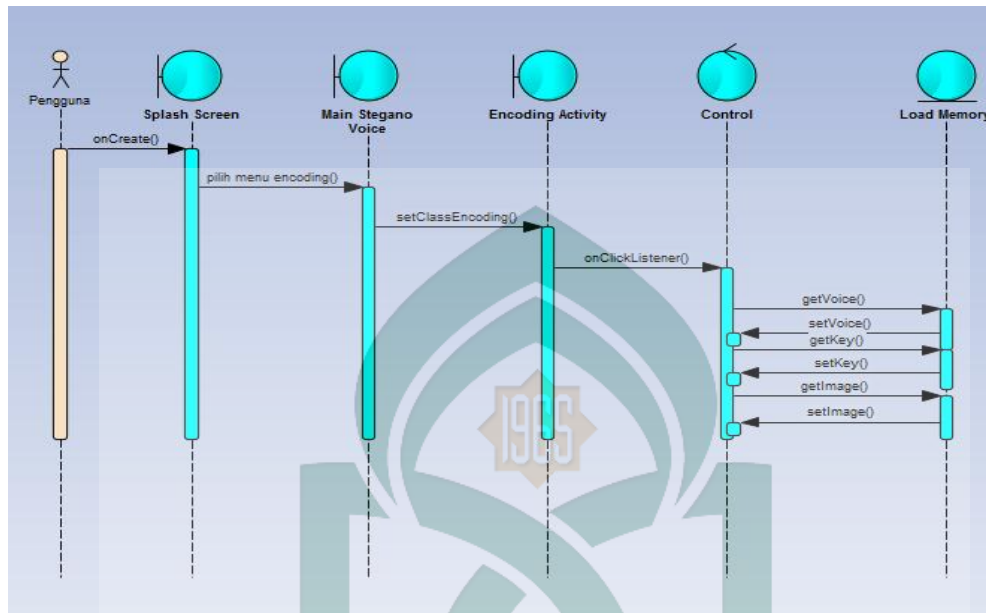 Pengguna
Splash Screen
Main Stegano
Voice
Encoding Activity
Control
Load Memory
onCreate()
pilih menu encoding()
setClassEncoding()
onClickListener()
getVoice()
setVoice()
getKey()
setKey()
getImage()
setImage()